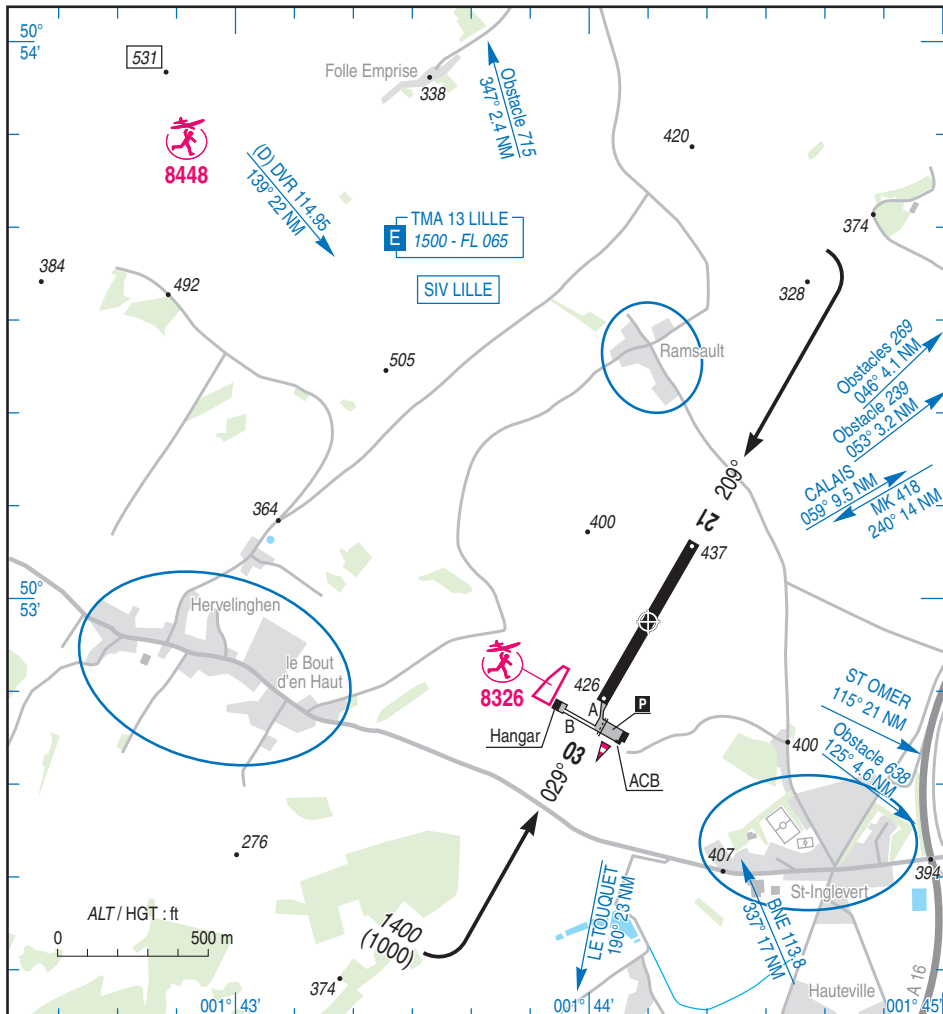 50°
54'
531
Folle Emprise
338
Obstacle 715
347° 2.4 NM
420
8448
(D) DVR 114.95
139° 22 NM
TMA 13 LILLE
E
1500 - FL 065
374
384
492
SIV LILLE
328
505
Ramsault
Obstacles 269
046° 4.1 NM
Obstacle 239
053° 3.2 NM
CALAIS
059° 9.5 NM
MK 418
240° 14 NM
209°
21
364
400
437
50°
53'
Hervelinghen
le Bout
d'en Haut
8326
426
A
P
B
Hangar
03
029°
ACB
400
ST OMER
115° 21 NM
Obstacle 638
125° 4.6 NM
276
407
394
St-Inglevert
ALT / HGT : ft
0
500 m
1400
(1000)
LE TOUQUET
190° 23 NM
BNE 113.8
337° 17 NM
374
Hauteville
A 16
001° 43'
001° 44'
001° 45'